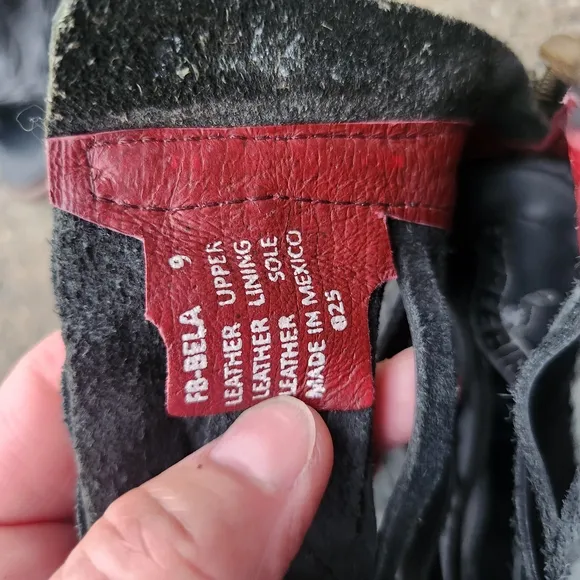 FB-BELA 9
LEATHER UPPER
LEATHER LINING
LEATHER SOLE
MADE IN MEXICO
025